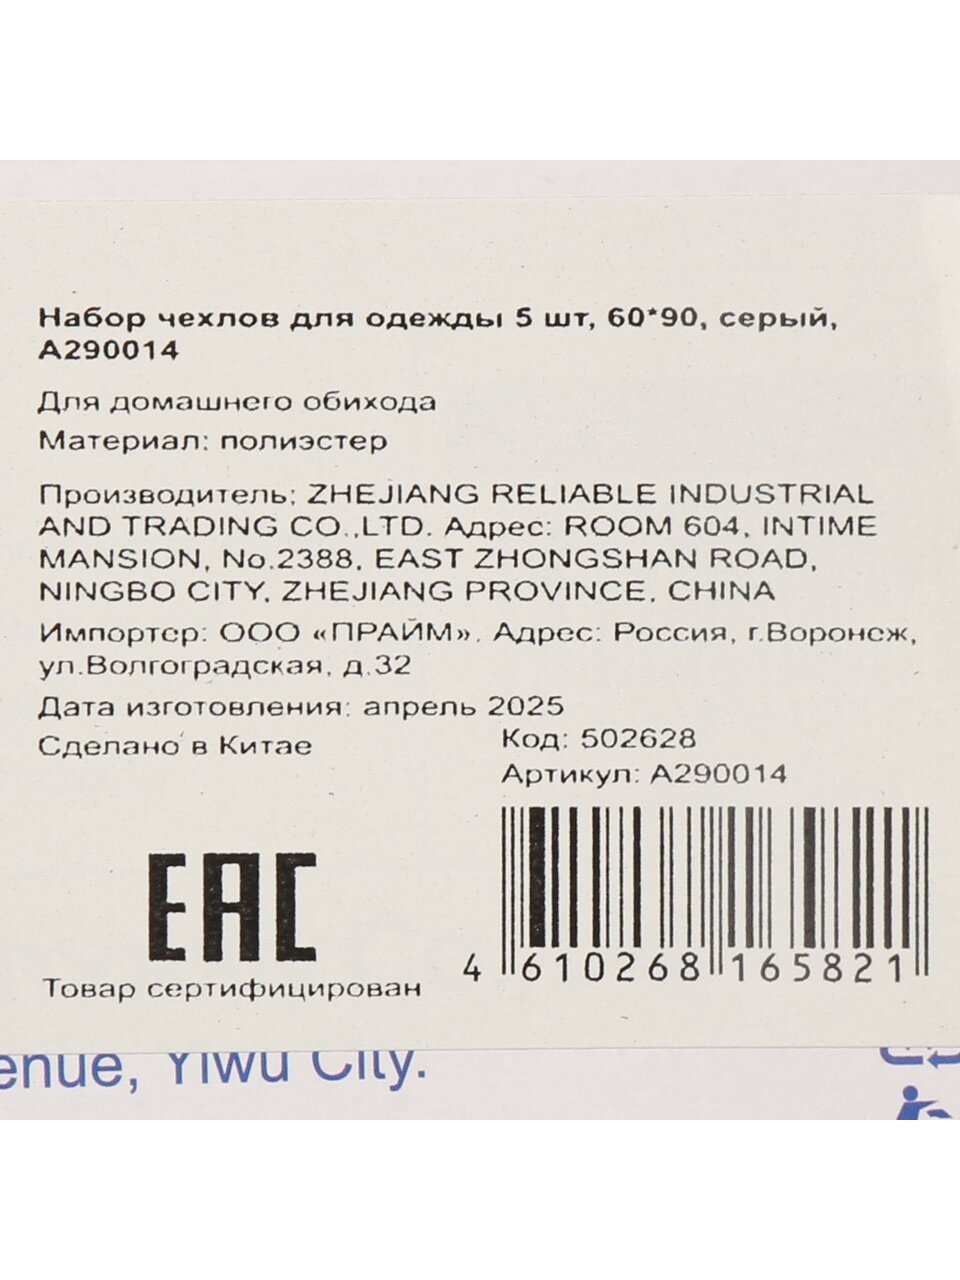 Набор чехлов для одежды 5 шт, 60*90, серый,
А290014
Для домашнего обихода
Материал: полиэстер
Производитель: ZHEJIANG RELIABLE INDUSTRIAL
AND TRADING CO.,LTD. Адрес: ROOM 604, INTIME
MANSION, No.2388, EAST ZHONGSHAN ROAD,
NINGBO CITY, ZHEJIANG PROVINCE, CHINA
Импортер: ООО «ПРАЙМ», Адрес: Россия, г.Воронеж,
ул.Волгоградская, д.32
Дата изготовления: апрель 2025
Сделано в Китае
Код: 502628
Артикул: А290014
EAC
Товар сертифицирован
4 610268 165821
enue, Yiwu City.